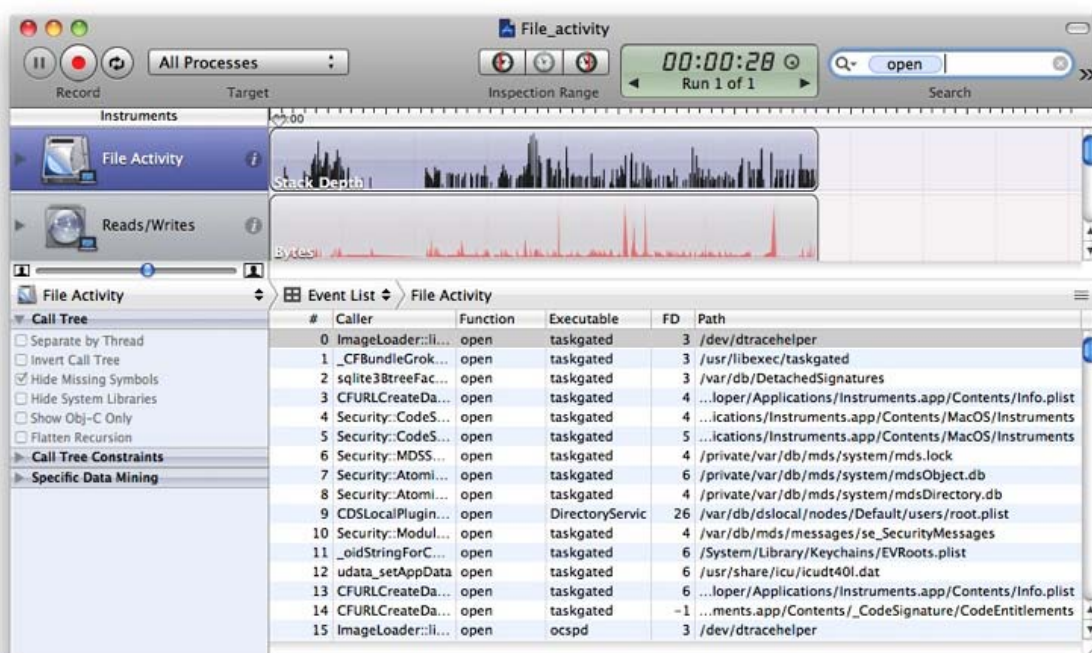 File_activity
All Processes
00:00:28
Run 1 of 1
open
Record
Target
Inspection Range
Search
Instruments
00:00
File Activity
Stack Depth
Reads/Writes
Bytes
File Activity
Event List
File Activity
Call Tree
Separate by Thread
Invert Call Tree
Hide Missing Symbols
Hide System Libraries
Show Obj-C Only
Flatten Recursion
Call Tree Constraints
Specific Data Mining
# Caller Function Executable FD Path
0 ImageLoader::li... open taskgated 3 /dev/dtracehelper
1 _CFBundleGrok... open taskgated 3 /usr/libexec/taskgated
2 sqlite3BtreeFac... open taskgated 3 /var/db/DetachedSignatures
3 CFURLCreateDa... open taskgated 4 ...loper/Applications/Instruments.app/Contents/Info.plist
4 Security::CodeS... open taskgated 4 ...ications/Instruments.app/Contents/MacOS/Instruments
5 Security::CodeS... open taskgated 5 ...ications/Instruments.app/Contents/MacOS/Instruments
6 Security::MDSS... open taskgated 4 /private/var/db/mds/system/mds.lock
7 Security::Atomi... open taskgated 6 /private/var/db/mds/system/mdsObject.db
8 Security::Atomi... open taskgated 4 /private/var/db/mds/system/mdsDirectory.db
9 CDSLocalPlugin... open DirectoryServic 26 /var/db/dslocal/nodes/Default/users/root.plist
10 Security::Modul... open taskgated 4 /var/db/mds/messages/se_SecurityMessages
11 _oidStringForC... open taskgated 6 /System/Library/Keychains/EVRoots.plist
12 udata_setAppData open taskgated 6 /usr/share/icu/icudt40l.dat
13 CFURLCreateDa... open taskgated 6 ...loper/Applications/Instruments.app/Contents/Info.plist
14 CFURLCreateDa... open taskgated -1 ...ments.app/Contents/_CodeSignature/CodeEntitlements
15 ImageLoader::li... open ocspd 3 /dev/dtracehelper